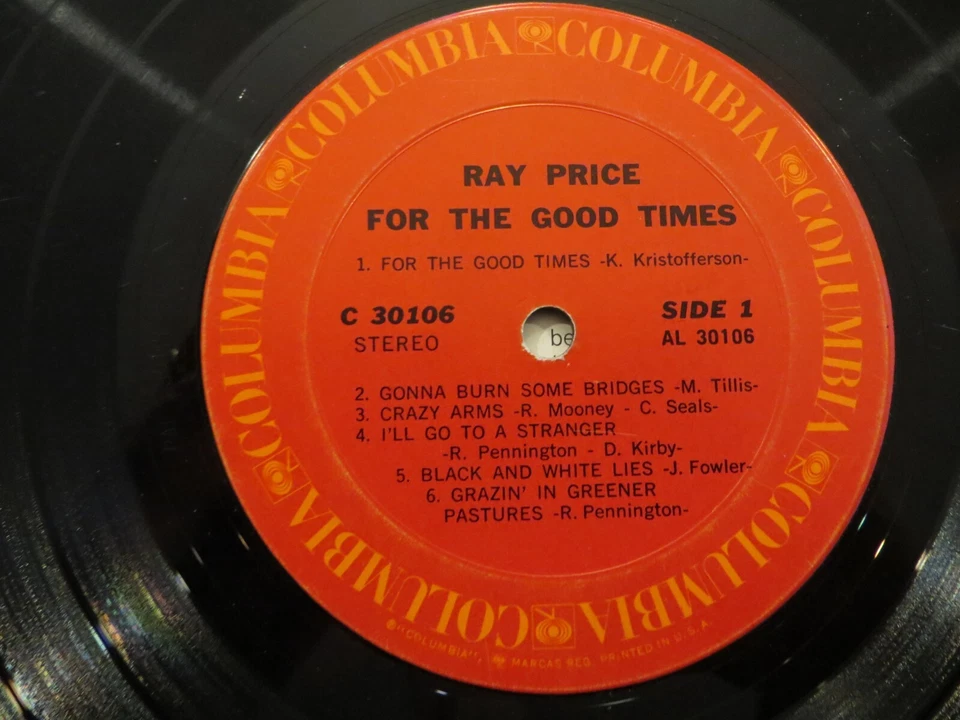 COLUMBIA COLUMBIA COLUMBIA COLUMBIA COLUMBIA COLUMBIA
RAY PRICE
FOR THE GOOD TIMES
1. FOR THE GOOD TIMES -K. Kristofferson-
C 30106
STEREO
SIDE 1
AL 30106
be
2. GONNA BURN SOME BRIDGES -M. Tillis-
3. CRAZY ARMS -R. Mooney - C. Seals-
4. I'LL GO TO A STRANGER
-R. Pennington - D. Kirby-
5. BLACK AND WHITE LIES -J. Fowler-
6. GRAZIN' IN GREENER
PASTURES -R. Pennington-
® "COLUMBIA", MARCAS REG. PRINTED IN U.S.A.